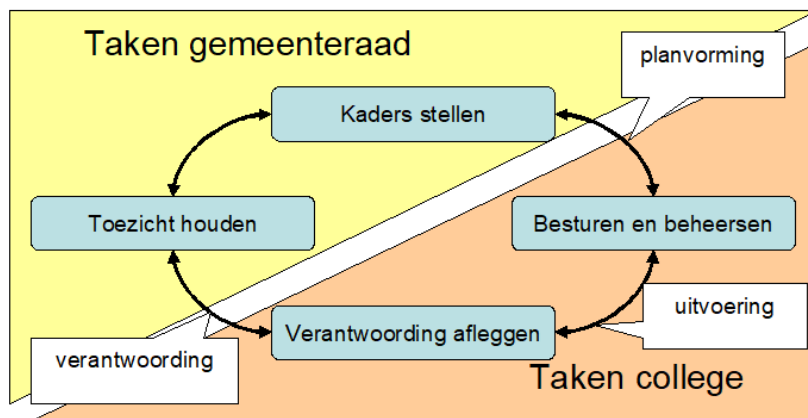 Taken gemeenteraad
planvorming
Kaders stellen
Toezicht houden
Besturen en beheersen
uitvoering
Verantwoording afleggen
verantwoording
Taken college